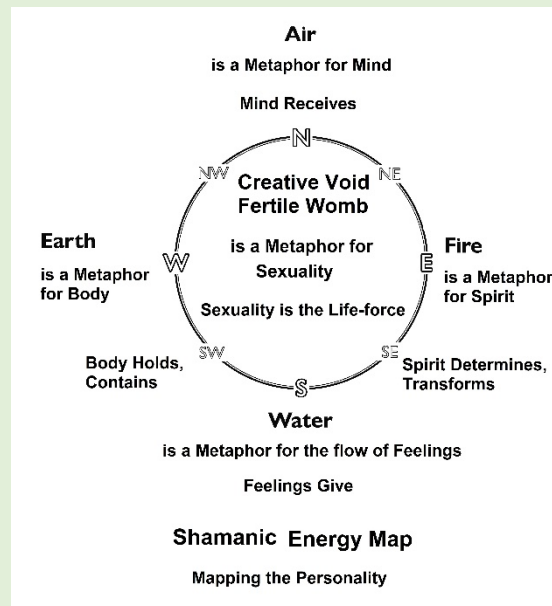 Air
is a Metaphor for Mind
Mind Receives
N
NW
NE
Creative Void
Fertile Womb
is a Metaphor for
Sexuality
Sexuality is the Life-force
Earth
is a Metaphor
for Body
W
E
Fire
is a Metaphor
for Spirit
Body Holds,
Contains
SW
SE
Spirit Determines,
Transforms
S
Water
is a Metaphor for the flow of Feelings
Feelings Give
Shamanic Energy Map
Mapping the Personality